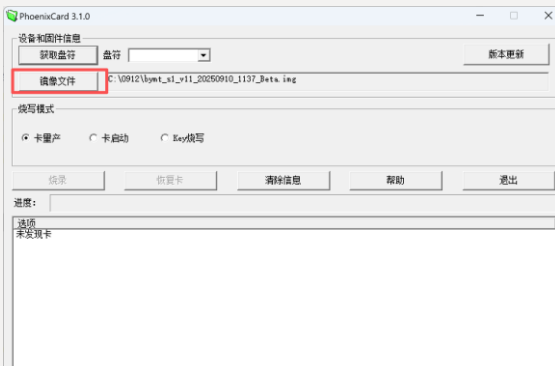 PhoenixCard 3.1.0
设备和固件信息
获取盘符 盘符 版本更新
镜像文件 C:\0912\bymt_s1_v11_20250910_1137_Beta.img
烧写模式
卡量产 卡启动 Key烧写
烧录 恢复卡 清除信息 帮助 退出
进度:
选项
未发现卡